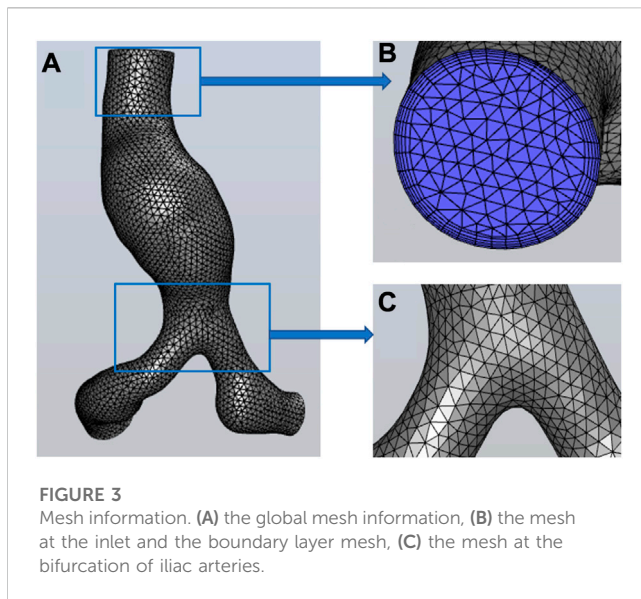 A
B
C
FIGURE 3
Mesh information. (A) the global mesh information, (B) the mesh
at the inlet and the boundary layer mesh, (C) the mesh at the
bifurcation of iliac arteries.